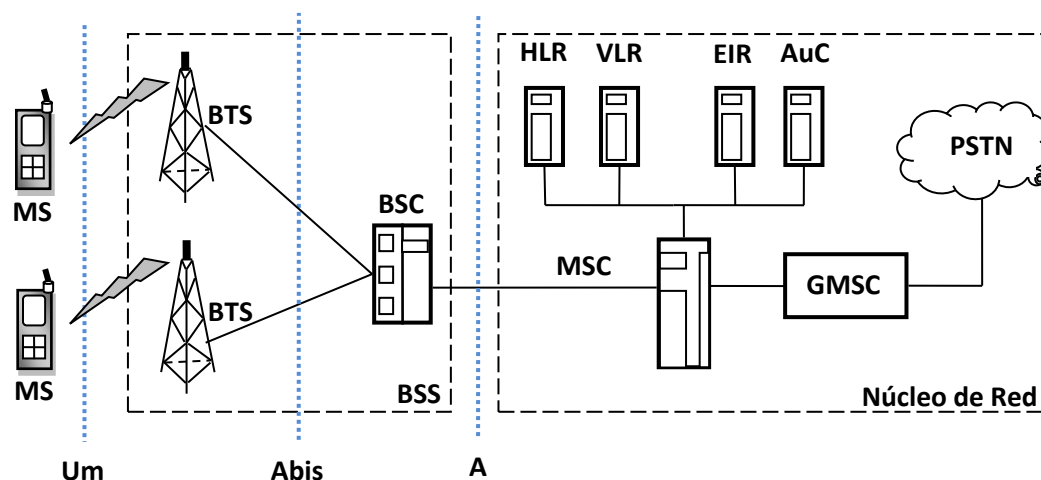 HLR VLR EIR AuC
BTS
PSTN
MS
BSC
MSC
GMSC
BTS
MS
BSS
Núcleo de Red
Um
Abis
A